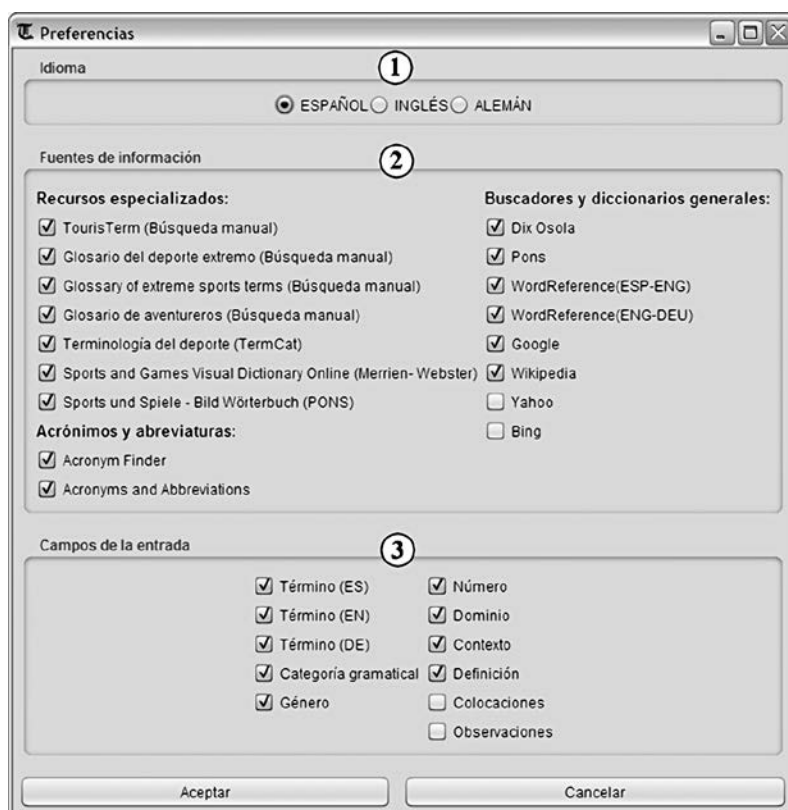 Preferencias
Idioma
1
ESPAÑOL INGLÉS ALEMÁN
Fuentes de información
2
Recursos especializados:
TourisTerm (Búsqueda manual)
Glosario del deporte extremo (Búsqueda manual)
Glossary of extreme sports terms (Búsqueda manual)
Glosario de aventureros (Búsqueda manual)
Terminología del deporte (TermCat)
Sports and Games Visual Dictionary Online (Merrien- Webster)
Sports und Spiele - Bild Wörterbuch (PONS)
Acrónimos y abreviaturas:
Acronym Finder
Acronyms and Abbreviations
Buscadores y diccionarios generales:
Dix Osola
Pons
WordReference(ESP-ENG)
WordReference(ENG-DEU)
Google
Wikipedia
Yahoo
Bing
Campos de la entrada
3
Término (ES)
Término (EN)
Término (DE)
Categoría gramatical
Género
Número
Dominio
Contexto
Definición
Colocaciones
Observaciones
Aceptar
Cancelar